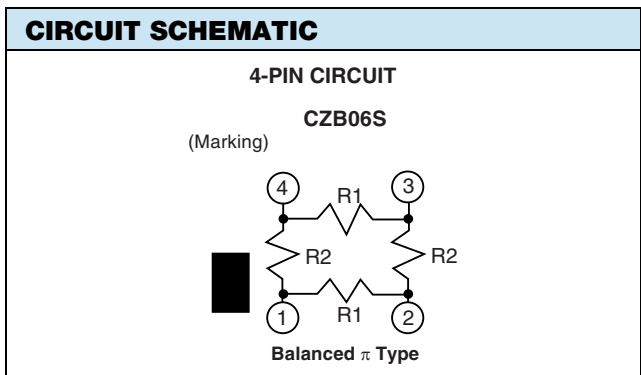 CIRCUIT SCHEMATIC
4-PIN CIRCUIT
CZB06S
(Marking)
4 R1 3
R2 R2
1 R1 2
Balanced π Type